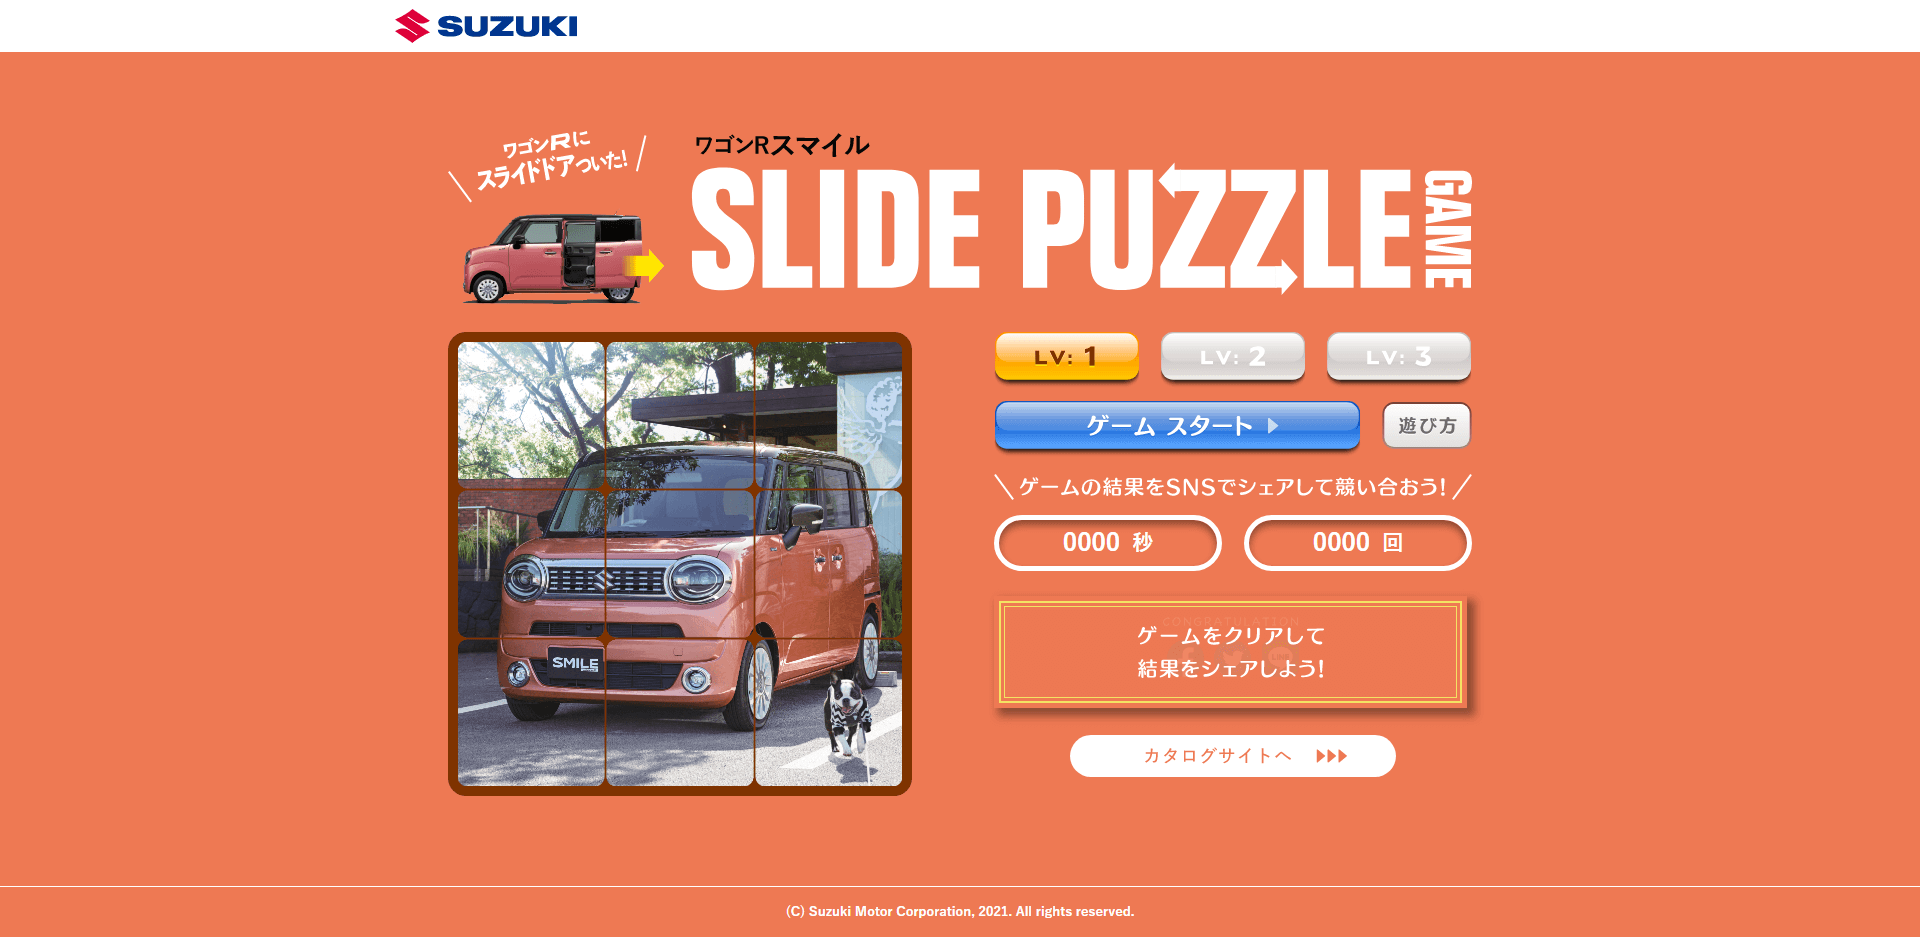 SUZUKI
ワゴンRに
スライドドアついた!
ワゴンRスマイル
SLIDE PUZZLE
GAME
LV: 1
LV: 2
LV: 3
ゲーム スタート
遊び方
ゲームの結果をSNSでシェアして競い合おう!
0000 秒
0000 回
CONGRATULATION
ゲームをクリアして
結果をシェアしよう!
SMILE
カタログサイトへ
(C) Suzuki Motor Corporation, 2021. All rights reserved.